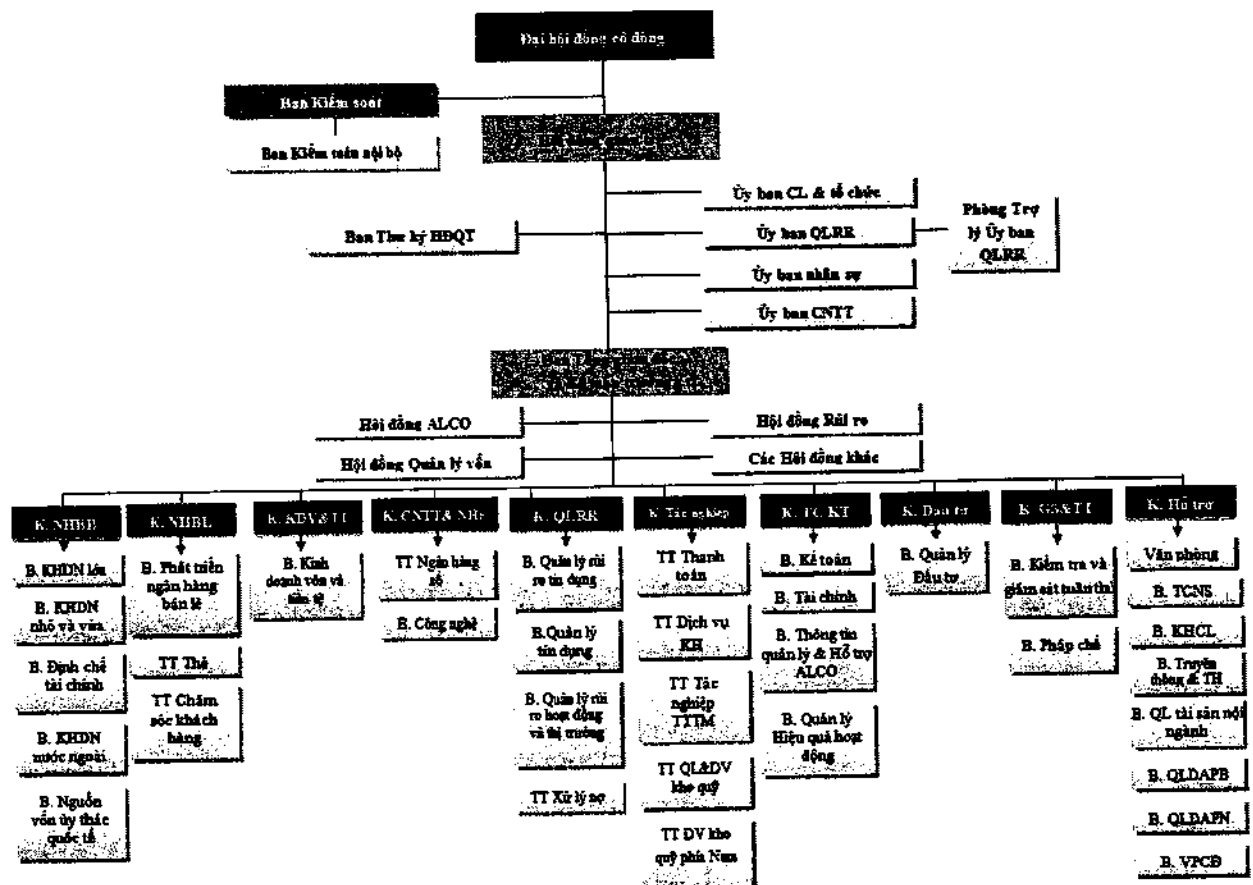 Đại hội đồng cổ đông
Ban Kiểm soát
Ban Kiểm toán nội bộ
Ủy ban CL & tổ chức
Ban Thư ký HĐQT
Ủy ban QLRR
Phòng Trợ
lý Ủy ban
QLRR
Ủy ban nhân sự
Ủy ban CNTT
Hội đồng ALCO
Hội đồng Rủi ro
Hội đồng Quản lý vốn
Các Hội đồng khác
K. NHBB
B. KHDN lớn
B. KHDN
nhỏ và vừa
B. Định chế
tài chính
B. KHDN
nước ngoài
B. Nguồn
vốn ủy thác
quốc tế
K. NHBL
B. Phát triển
ngân hàng
bán lẻ
TT Thẻ
TT Chăm
sóc khách
hàng
K. KDV&TT
B. Kinh
doanh vốn và
tiền tệ
K. CNTT& NHS
TT Ngân hàng
số
B. Công nghệ
K. QLRR
B. Quản lý rủi
ro tín dụng
B.Quản lý
tín dụng
B. Quản lý rủi
ro hoạt động
và thị trường
TT Xử lý nợ
K. Tác nghiệp
TT Thanh
toán
TT Dịch vụ
KH
TT Tác
nghiệp
TTTM
TT QL&DV
kho quỹ
TT DV kho
quỹ phía Nam
K. TC KT
B. Kế toán
B. Tài chính
B. Thông tin
quản lý & Hỗ trợ
ALCO
B. Quản lý
Hiệu quả hoạt
động
K. Đầu tư
B. Quản lý
Đầu tư
K. GS&TT
B. Kiểm tra và
giám sát tuân thủ
B. Pháp chế
K. Hỗ trợ
Văn phòng
B. TCNS
B. KHCL
B. Truyền
thông & TH
B. QL tài sản nội
ngành
B. QLDAPB
B. QLDAPN
B. VPCĐ